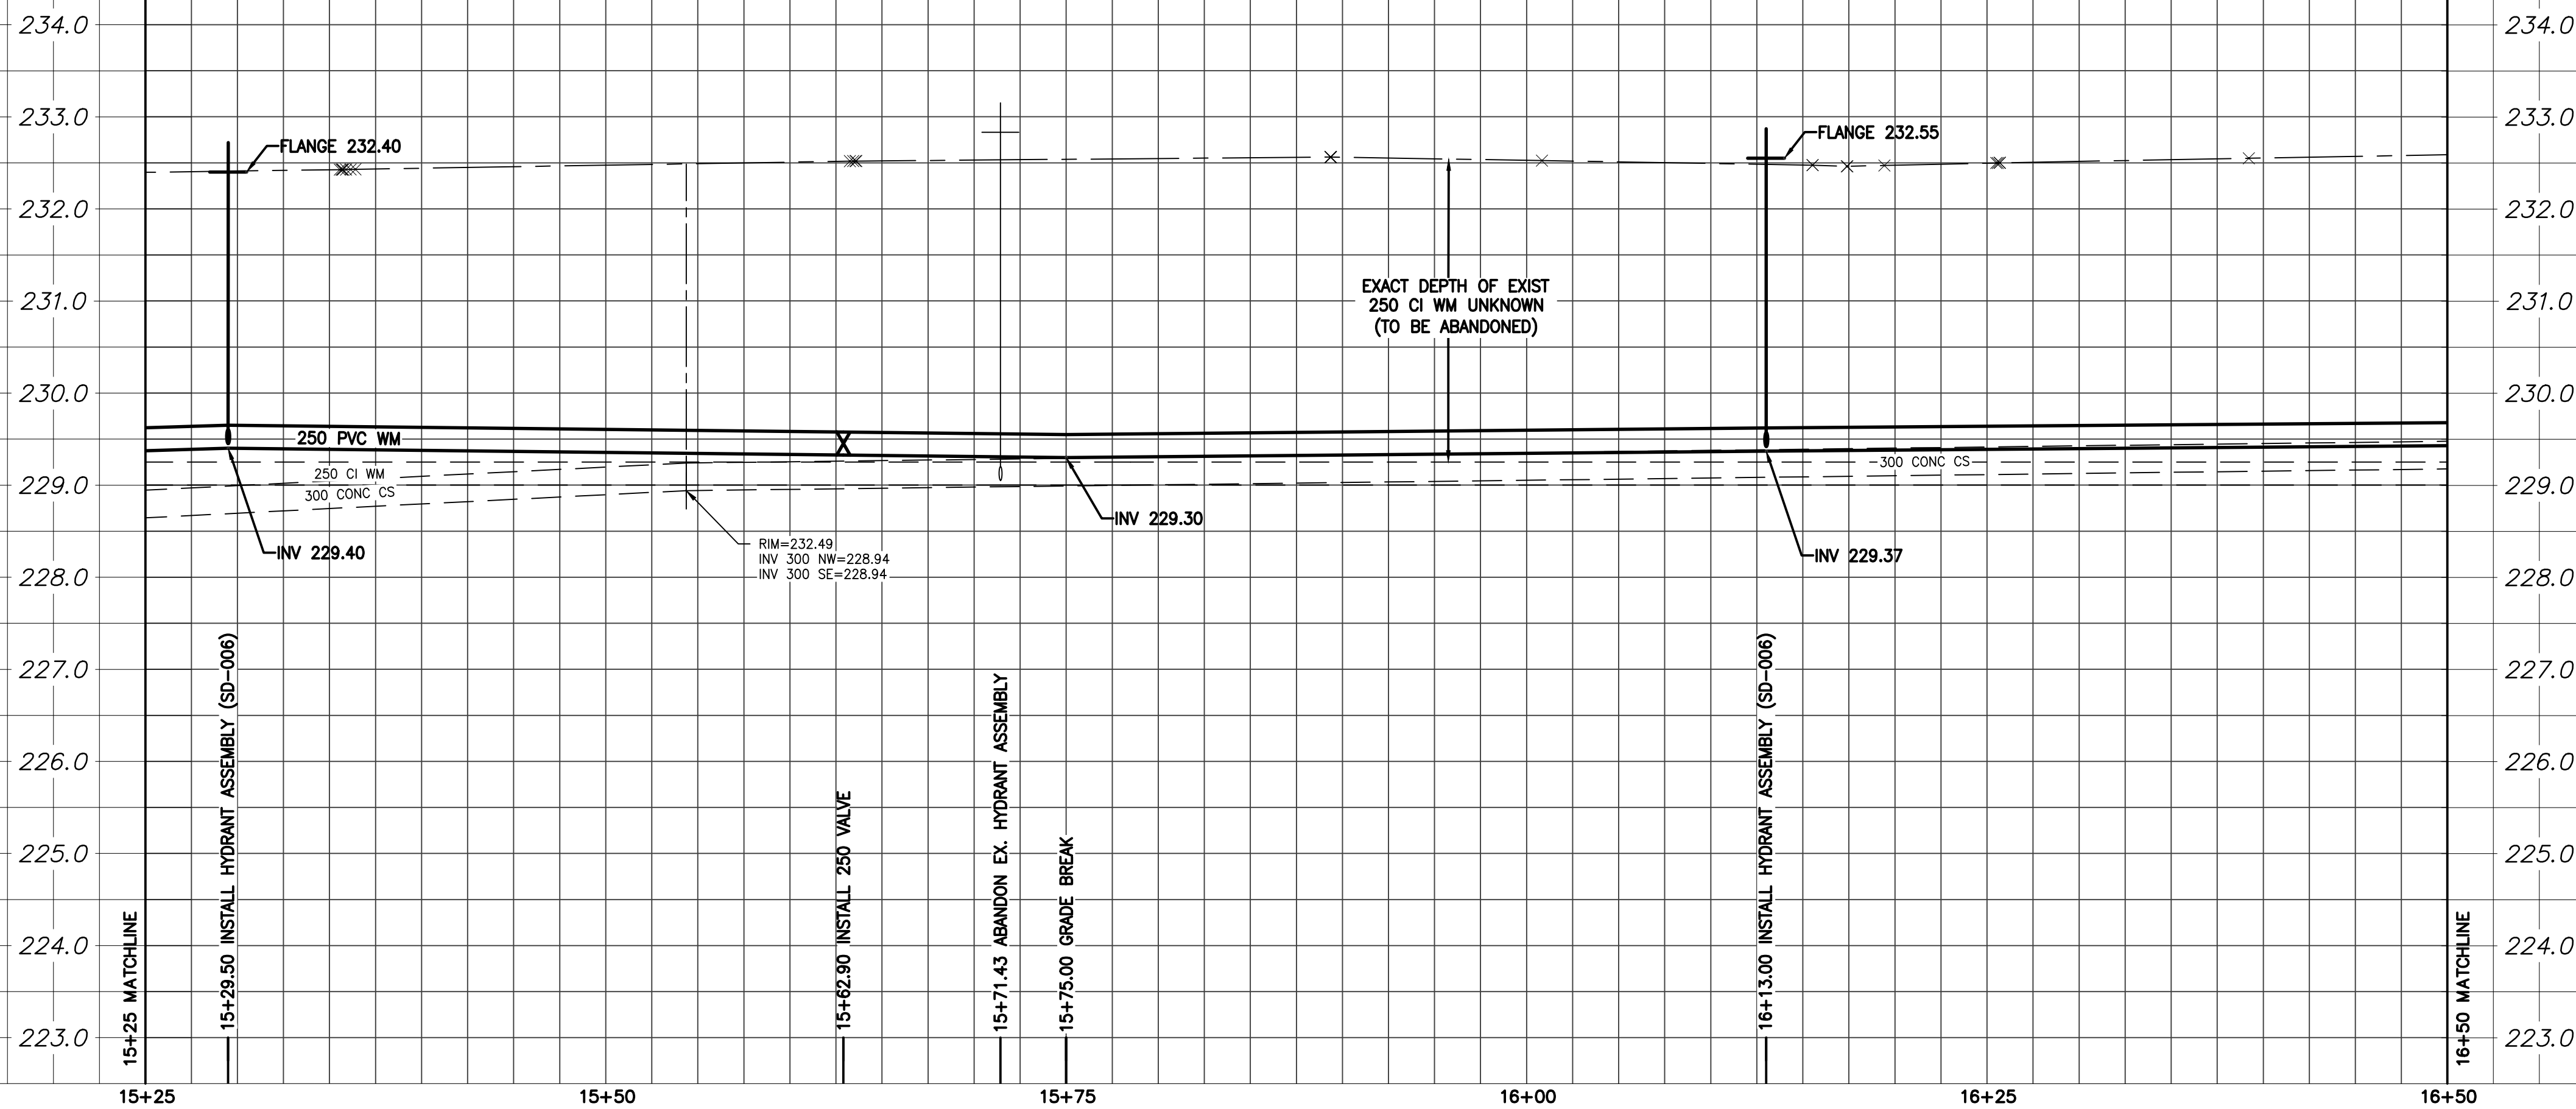 234.0
234.0
233.0
233.0
FLANGE 232.40
FLANGE 232.55
232.0
232.0
EXACT DEPTH OF EXIST
250 CI WM UNKNOWN
(TO BE ABANDONED)
231.0
231.0
230.0
230.0
250 PVC WM
250 CI WM
300 CONC CS
300 CONC CS
229.0
229.0
INV 229.40
INV 229.30
INV 229.37
RIM=232.49
INV 300 NW=228.94
INV 300 SE=228.94
228.0
228.0
227.0
227.0
226.0
226.0
225.0
225.0
224.0
224.0
223.0
223.0
15+25 MATCHLINE
15+29.50 INSTALL HYDRANT ASSEMBLY (SD-006)
15+62.90 INSTALL 250 VALVE
15+71.43 ABANDON EX. HYDRANT ASSEMBLY
15+75.00 GRADE BREAK
16+13.00 INSTALL HYDRANT ASSEMBLY (SD-006)
16+50 MATCHLINE
15+25
15+50
15+75
16+00
16+25
16+50